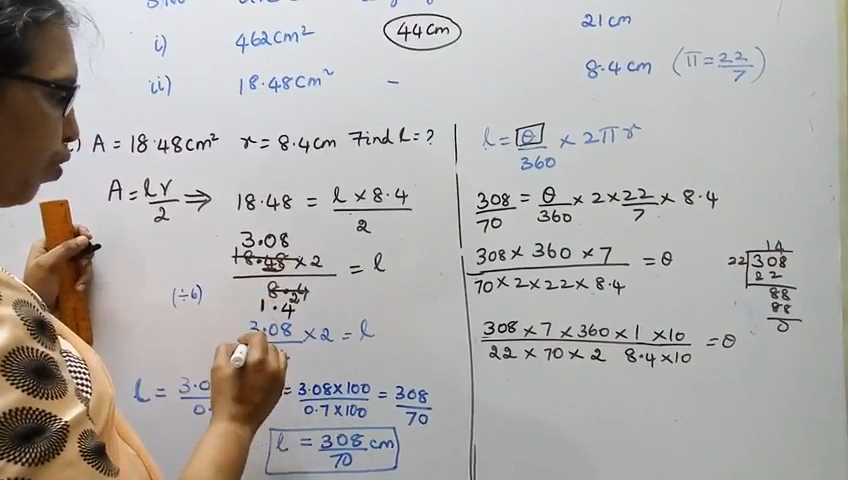 i) 462cm² 44cm 21cm
ii) 18.48cm² - 8.4cm (π=22/7)
A = 18.48cm² r = 8.4cm Find l = ?
A = lr/2 ⇒ 18.48 = l × 8.4/2
3.08
18.48 × 2/8.4 = l
(÷6)
1.4
3.08 × 2 = l
l = 3.0 = 3.08×100/0.7×100 = 308/70
l = 308/70 cm
l = θ/360 × 2πr
308/70 = θ/360 × 2 × 22/7 × 8.4
308 × 360 × 7/70 × 2 × 22 × 8.4 = θ
308 × 7 × 360 × 1 × 10/22 × 70 × 2 8.4 × 10 = θ
14
22 308
22
88
88
0